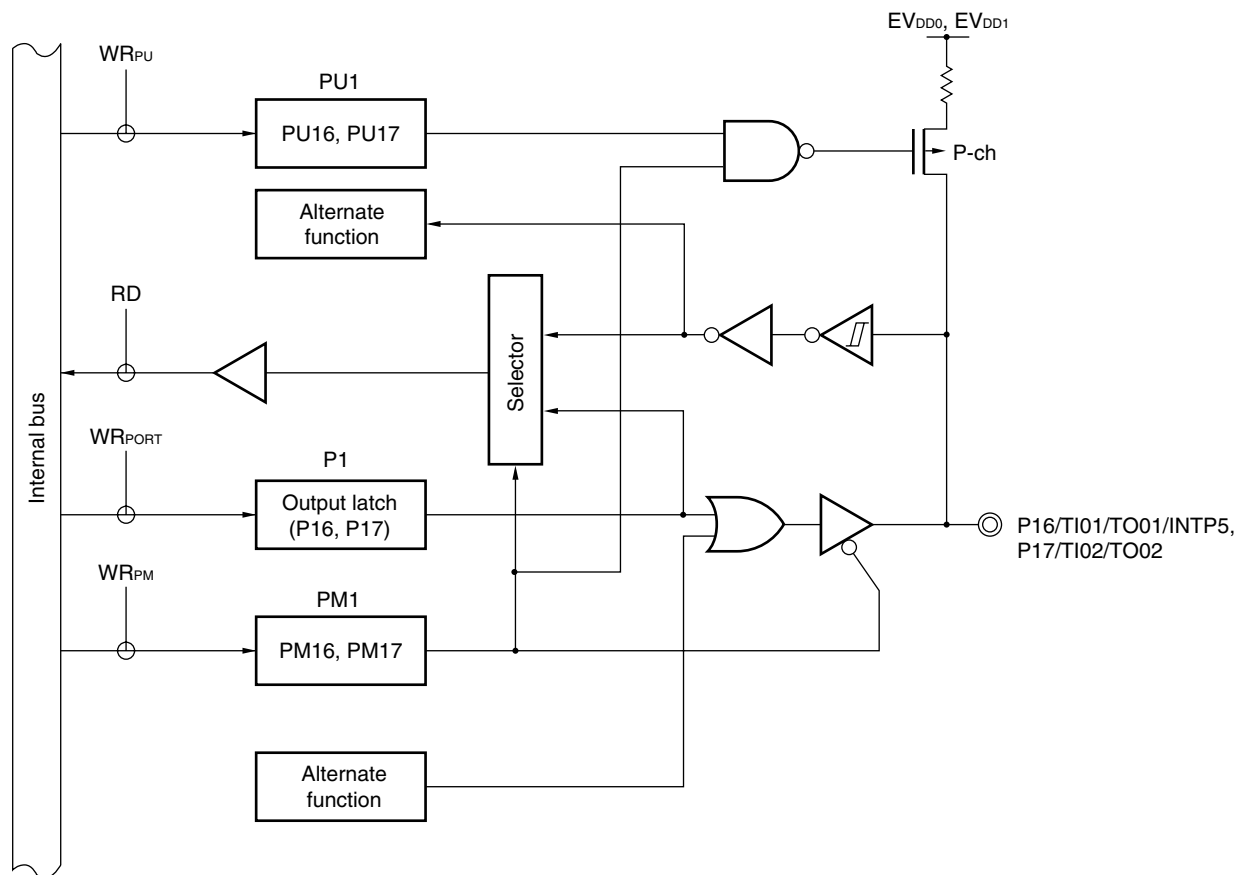 EVDD0, EVDD1
WRPU
PU1
PU16, PU17
P-ch
Alternate
function
RD
Selector
Internal bus
WRPORT
P1
Output latch
(P16, P17)
P16/TI01/TO01/INTP5,
P17/TI02/TO02
WRPM
PM1
PM16, PM17
Alternate
function